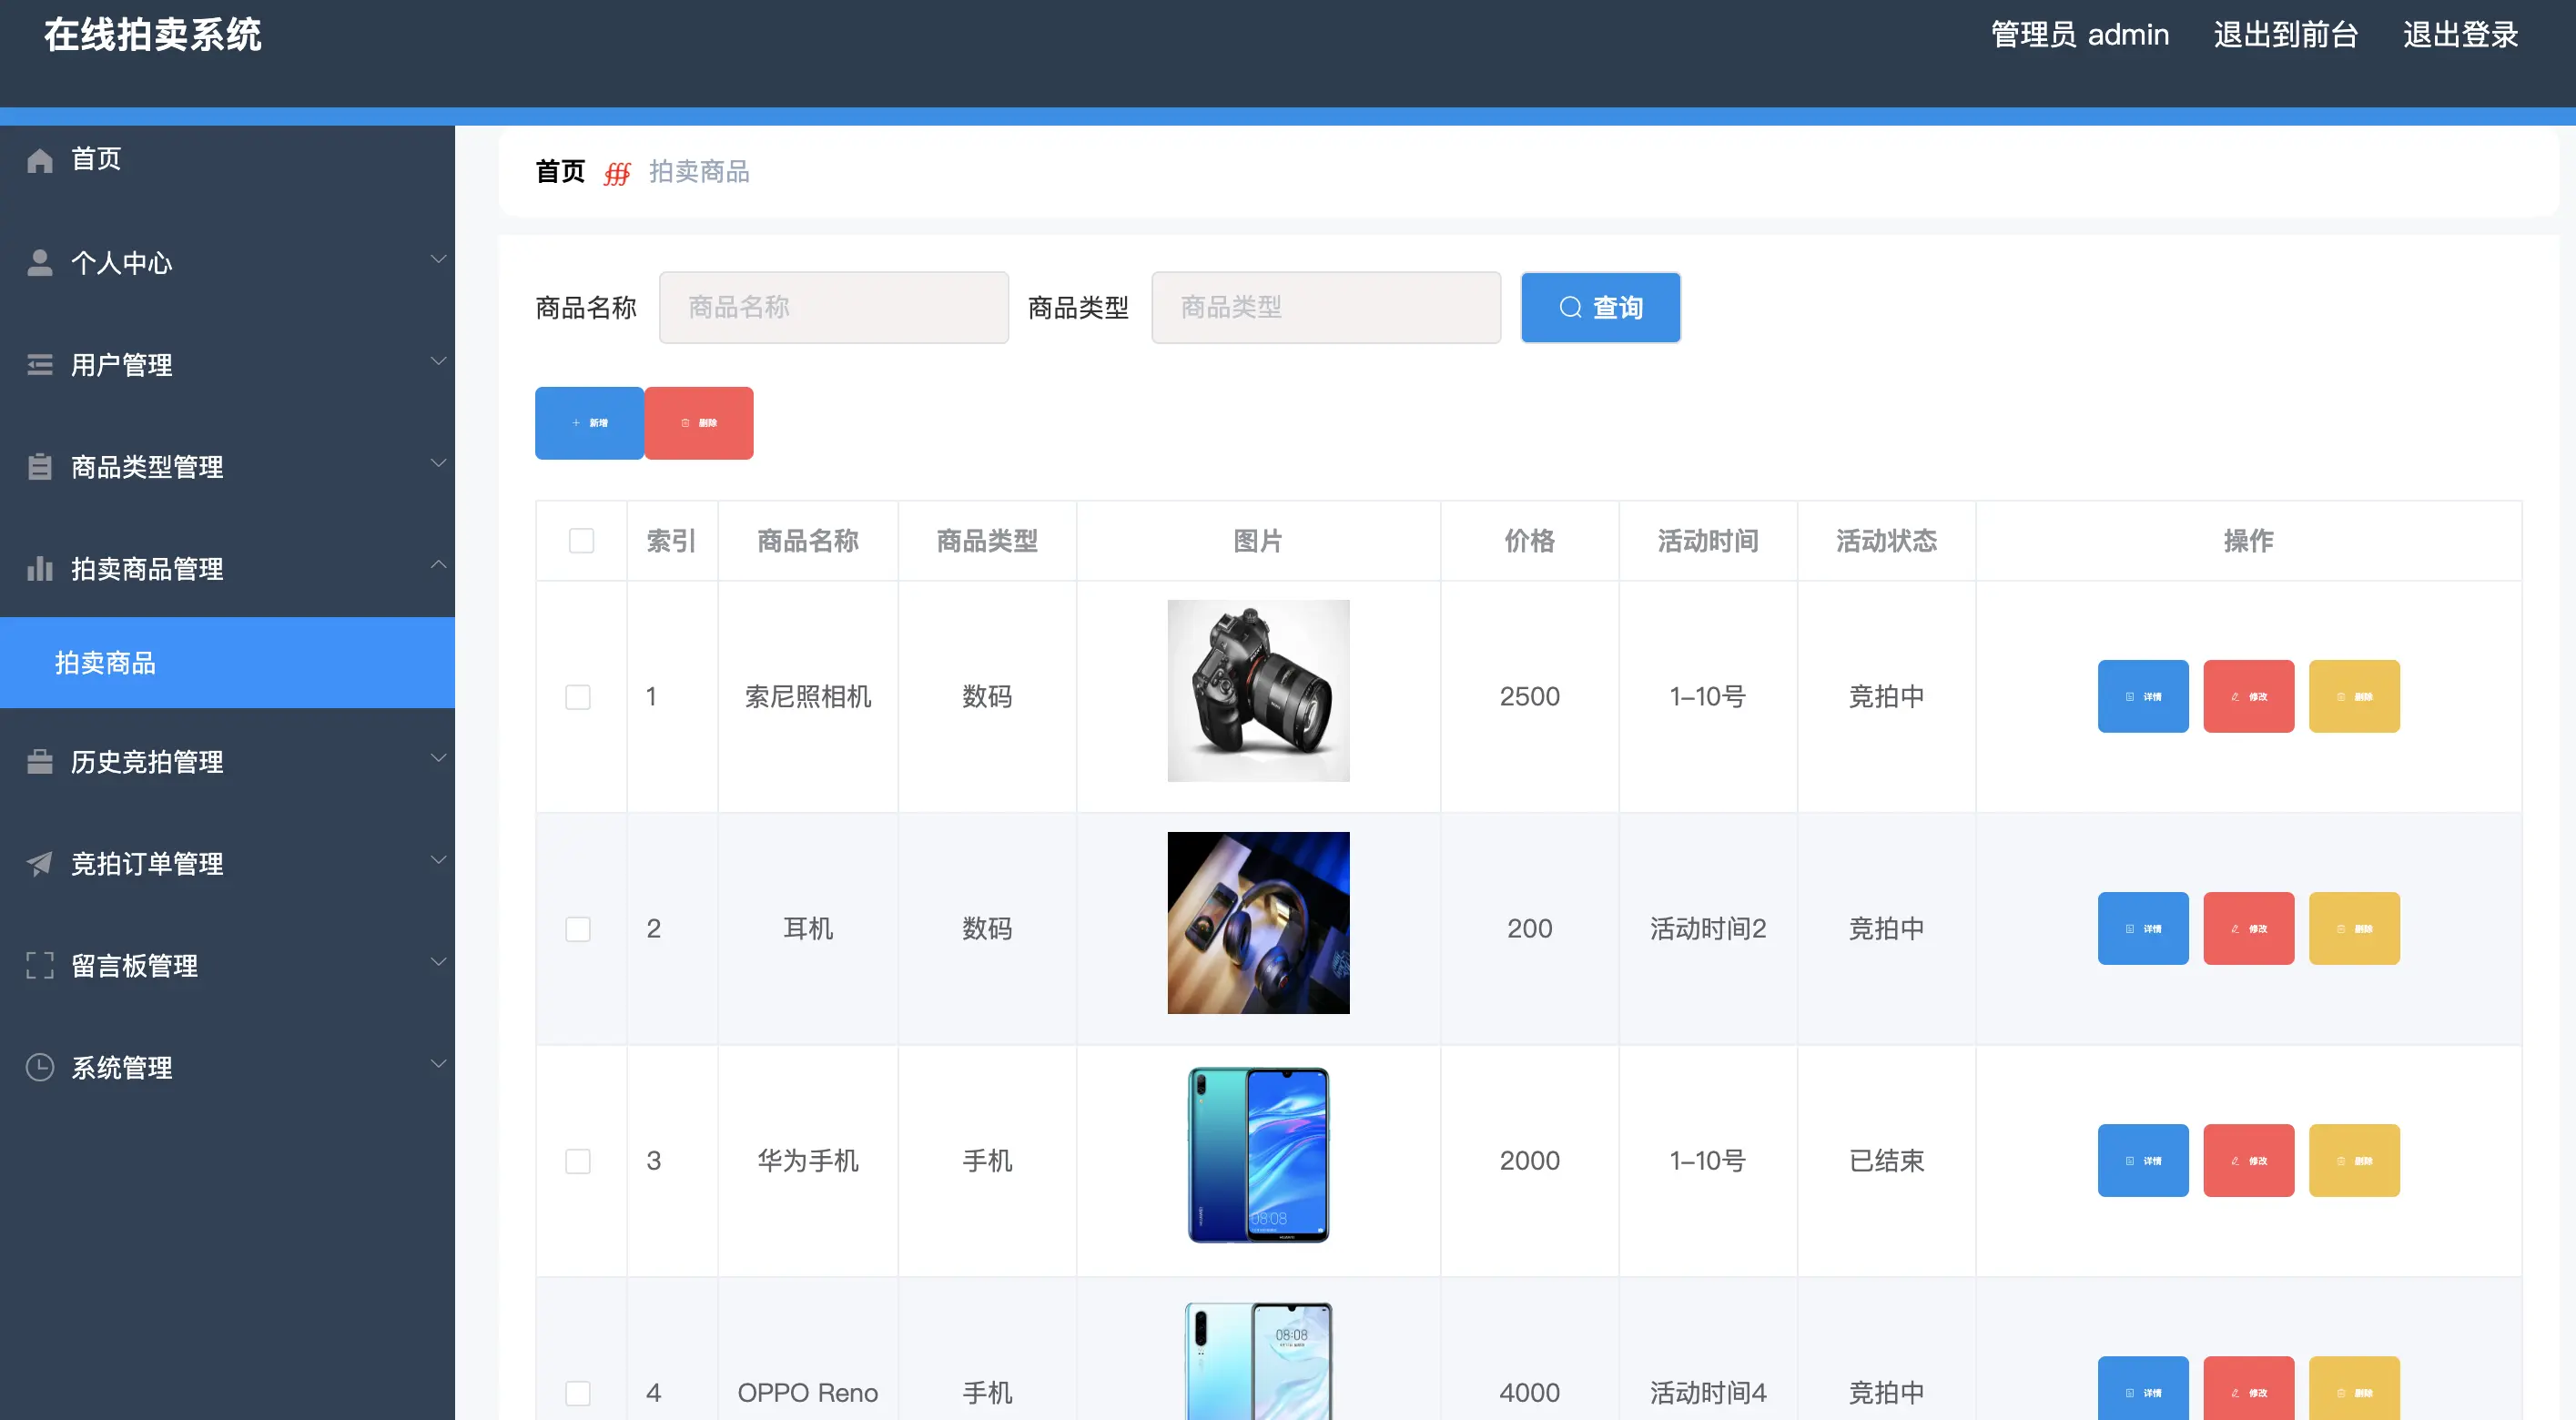 在线拍卖系统
管理员 admin 退出到前台 退出登录
首页
个人中心
用户管理
商品类型管理
拍卖商品管理
拍卖商品
历史竞拍管理
竞拍订单管理
留言板管理
系统管理
首页 拍卖商品
商品名称 商品名称 商品类型 商品类型 查询
新增 删除
索引 商品名称 商品类型 图片 价格 活动时间 活动状态 操作
1 索尼照相机 数码 2500 1-10号 竞拍中 详情 修改 删除
2 耳机 数码 200 活动时间2 竞拍中 详情 修改 删除
3 华为手机 手机 2000 1-10号 已结束 详情 修改 删除
08:08
4 OPPO Reno 手机 4000 活动时间4 竞拍中 详情 修改 删除
08:08